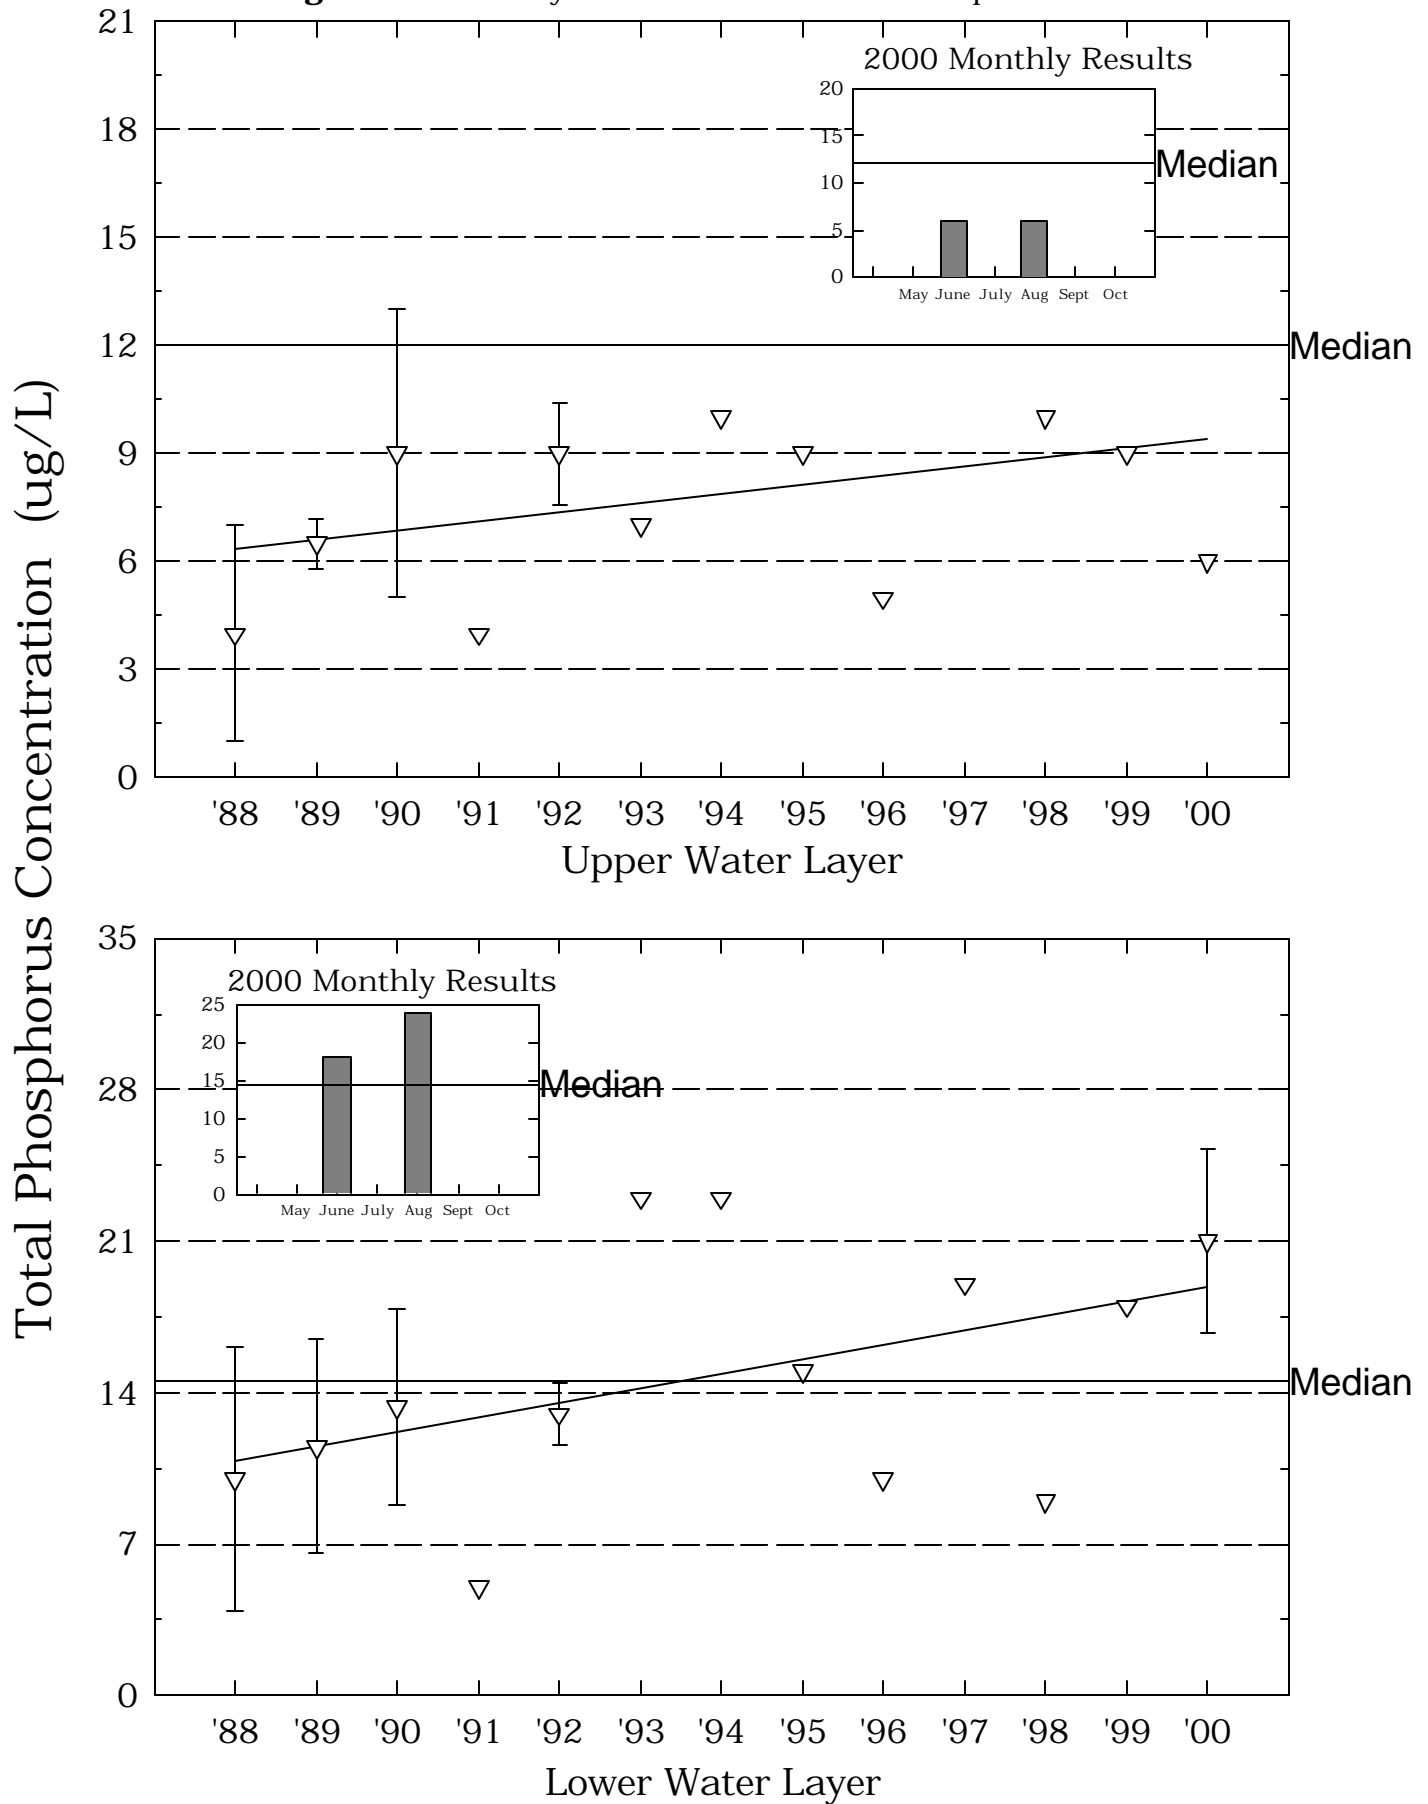 21
2000 Monthly Results
20
18
15
Median
10
15
5
0
May June July Aug Sept Oct
12
Median
9
6
3
0
'88 '89 '90 '91 '92 '93 '94 '95 '96 '97 '98 '99 '00
Upper Water Layer
Total Phosphorus Concentration (ug/L)
35
2000 Monthly Results
25
20
15
Median
28
10
5
0
May June July Aug Sept Oct
21
14
Median
7
0
'88 '89 '90 '91 '92 '93 '94 '95 '96 '97 '98 '99 '00
Lower Water Layer